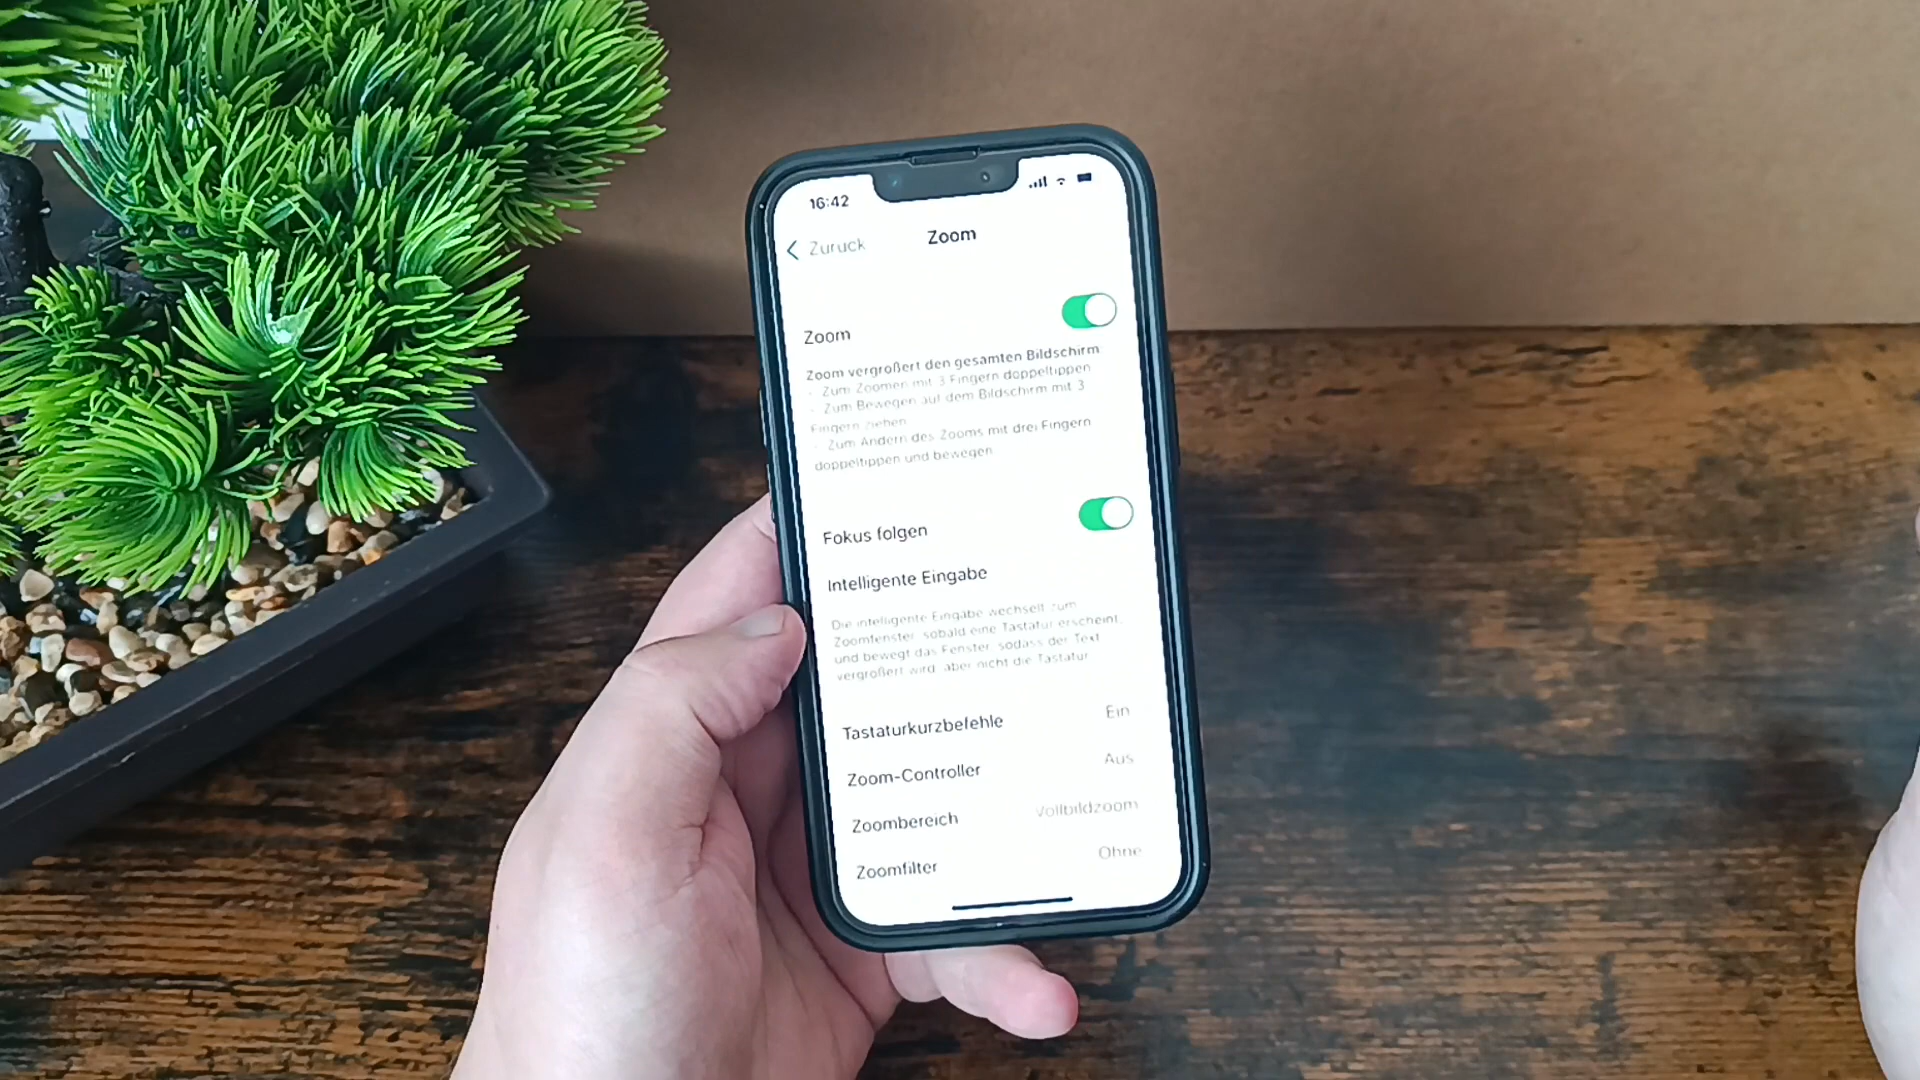 16:42
Zurück
Zoom
Zoom
Zoom vergrößert den gesamten Bildschirm
- Zum Zoomen mit 3 Fingern doppeltippen
- Zum Bewegen auf dem Bildschirm mit 3
Fingern ziehen
- Zum Ändern des Zooms mit drei Fingern
doppeltippen und bewegen
Fokus folgen
Intelligente Eingabe
Die intelligente Eingabe wechselt zum
Zoomfenster, sobald eine Tastatur erscheint,
und bewegt das Fenster, sodass der Text
vergrößert wird, aber nicht die Tastatur.
Tastaturkurzbefehle Ein
Zoom-Controller Aus
Zoombereich Vollbildzoom
Zoomfilter Ohne